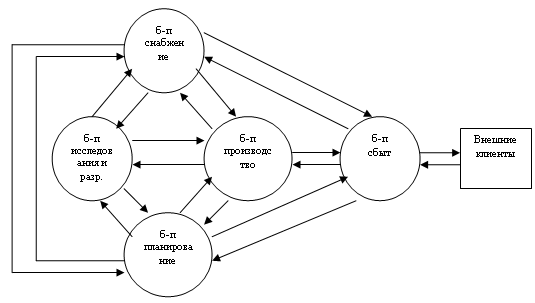 б-п
снабжен
ие
б-п
исследов
ания и
разр.
б-п
производс
тво
б-п
сбыт
Внешние
клиенты
б-п
планирова
ние